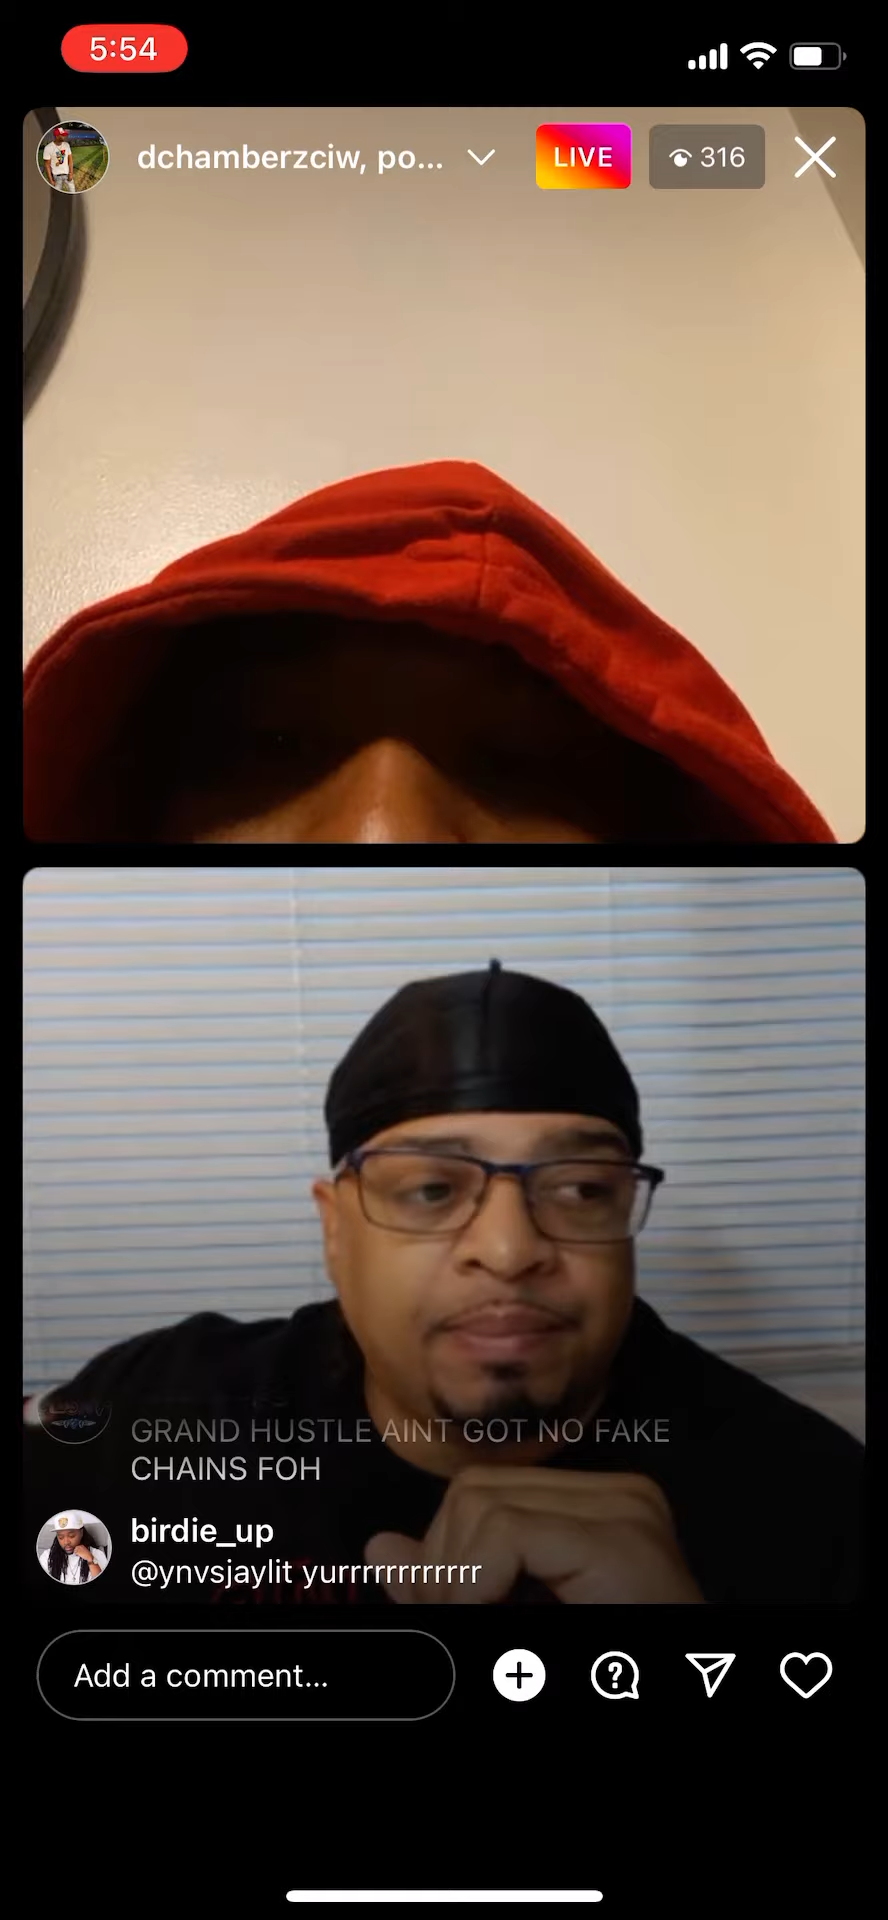 5:54
dchamberzciw, po...
LIVE
316
GRAND HUSTLE AINT GOT NO FAKE
CHAINS FOH
birdie_up
@ynvsjaylit yurrrrrrrrrrrr
Add a comment...